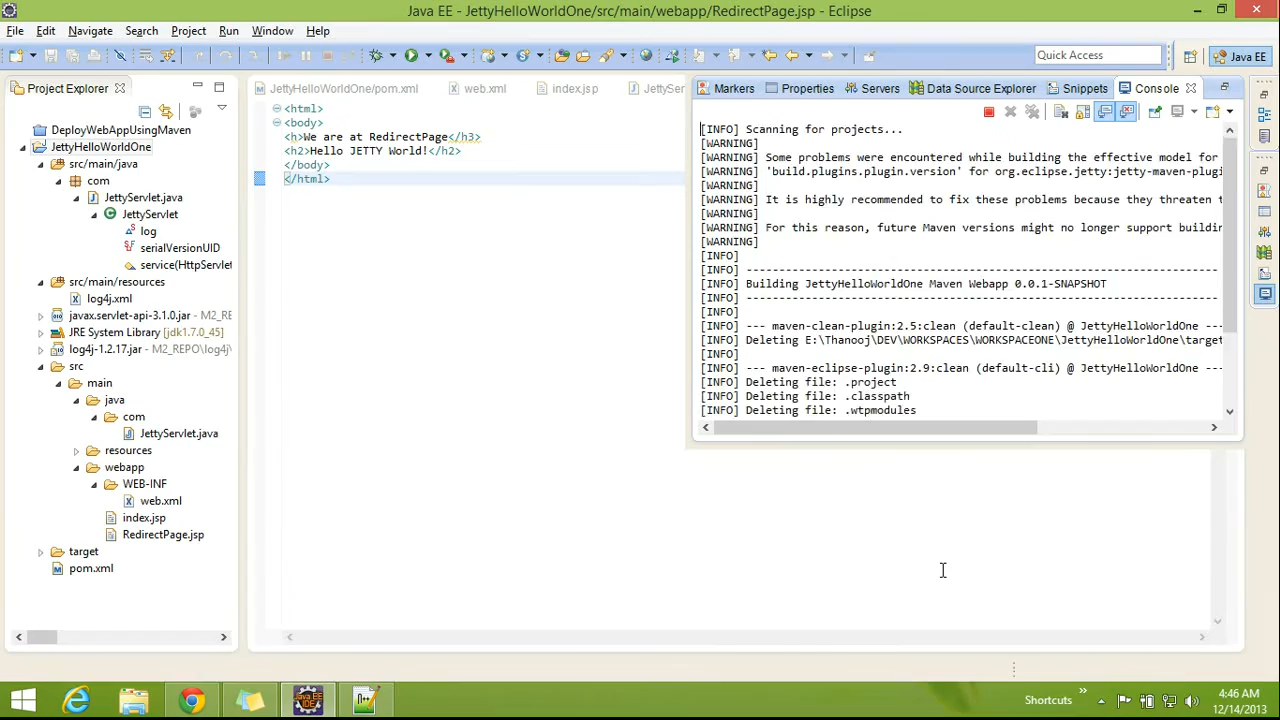 Java EE - JettyHelloWorldOne/src/main/webapp/RedirectPage.jsp - Eclipse
File Edit Navigate Search Project Run Window Help
Quick Access
Java EE
Project Explorer
DeployWebAppUsingMaven
JettyHelloWorldOne
src/main/java
com
JettyServlet.java
JettyServlet
log
serialVersionUID
service(HttpServlet
src/main/resources
log4j.xml
javax.servlet-api-3.1.0.jar - M2_REP
JRE System Library [jdk1.7.0_45]
log4j-1.2.17.jar - M2_REPO\log4j
src
main
java
com
JettyServlet.java
resources
webapp
WEB-INF
web.xml
index.jsp
RedirectPage.jsp
target
pom.xml
JettyHelloWorldOne/pom.xml web.xml index.jsp JettySer
<html>
<body>
<h>We are at RedirectPage</h3>
<h2>Hello JETTY World!</h2>
</body>
</html>
Markers Properties Servers Data Source Explorer Snippets Console
[INFO] Scanning for projects...
[WARNING]
[WARNING] Some problems were encountered while building the effective model for
[WARNING] 'build.plugins.plugin.version' for org.eclipse.jetty:jetty-maven-plugi
[WARNING]
[WARNING] It is highly recommended to fix these problems because they threaten t
[WARNING]
[WARNING] For this reason, future Maven versions might no longer support buildin
[WARNING]
[INFO]
[INFO] ------------------------------------------------------------------------
[INFO] Building JettyHelloWorldOne Maven Webapp 0.0.1-SNAPSHOT
[INFO] ------------------------------------------------------------------------
[INFO]
[INFO] --- maven-clean-plugin:2.5:clean (default-clean) @ JettyHelloWorldOne ---
[INFO] Deleting E:\Thanooj\DEV\WORKSPACES\WORKSPACEONE\JettyHelloWorldOne\target
[INFO]
[INFO] --- maven-eclipse-plugin:2.9:clean (default-cli) @ JettyHelloWorldOne ---
[INFO] Deleting file: .project
[INFO] Deleting file: .classpath
[INFO] Deleting file: .wtpmodules
Shortcuts
4:46 AM
12/14/2013